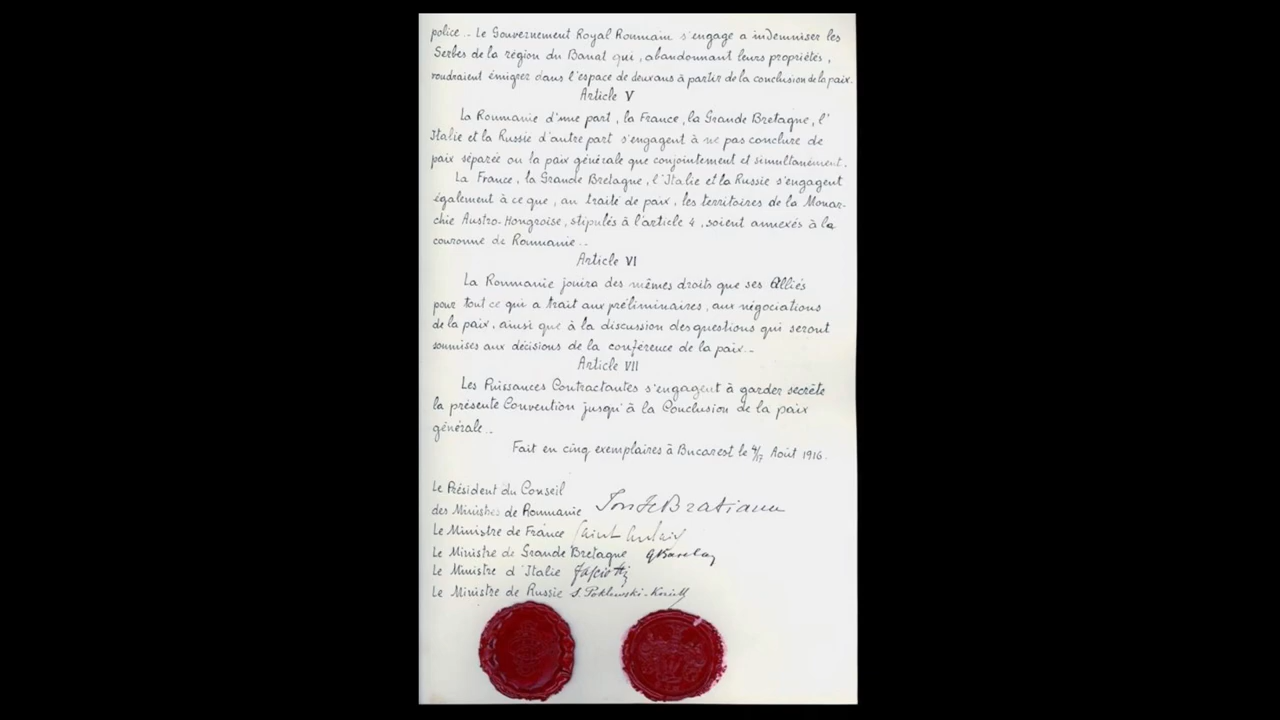 police.. Le Gouvernement Royal Roumain s'engage a indemniser les
Serbes de la région du Banat qui, abandonnant leurs propriétés,
voudraient émigrer dans l'espace de deux ans à partir de la conclusion de la paix.
Article V
La Roumanie d'une part, la France, la Grande Bretagne, l'
Italie et la Russie d'autre part s'engagent à ne pas conclure de
paix séparée ou la paix générale que conjointement et simultanément.
La France, la Grande Bretagne, l'Italie et la Russie s'engagent
également à ce que, au traité de paix, les territoires de la Monar-
chie Austro-Hongroise, stipulés à l'article 4, soient annexés à la
couronne de Roumanie..
Article VI
La Roumanie jouira des mêmes droits que ses Alliés
pour tout ce qui a trait aux préliminaires, aux négociations
de la paix, ainsi que à la discussion des questions qui seront
soumises aux décisions de la conférence de la paix..
Article VII
Les Puissances Contractantes s'engagent à garder secrète
la présente Convention jusqu'à la Conclusion de la paix
générale..
Fait en cinq exemplaires à Bucarest le 4/17 Août 1916.
Le Président du Conseil
des Ministres de Roumanie Ion I C Bratianu
Le Ministre de France Saint Aulaire
Le Ministre de Grande Bretagne G Barclay
Le Ministre d'Italie Fasciotti
Le Ministre de Russie S. Poklewski-Koziell